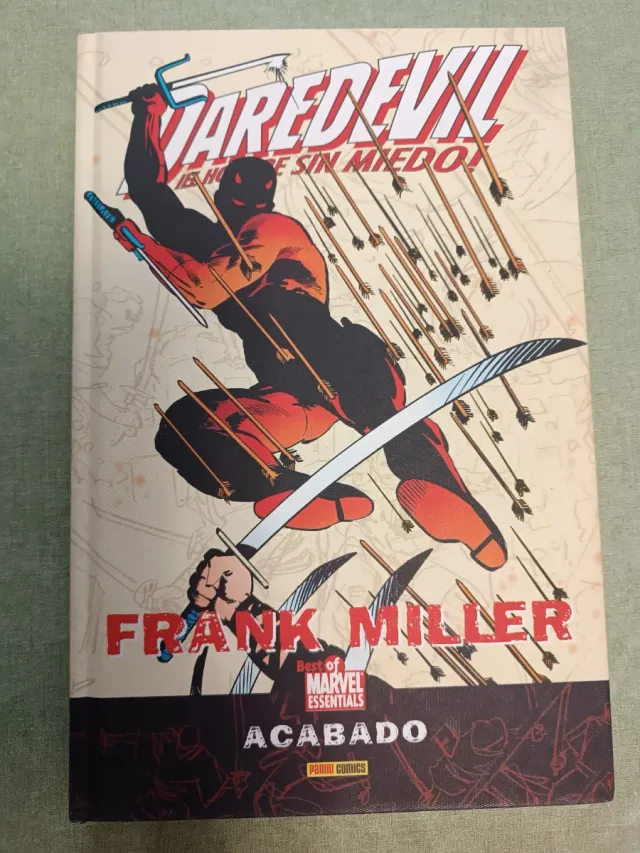 DAREDEVIL
¡EL HOMBRE SIN MIEDO!
FRANK MILLER
Best of
MARVEL
ESSENTIALS
ACABADO
PANINI COMICS